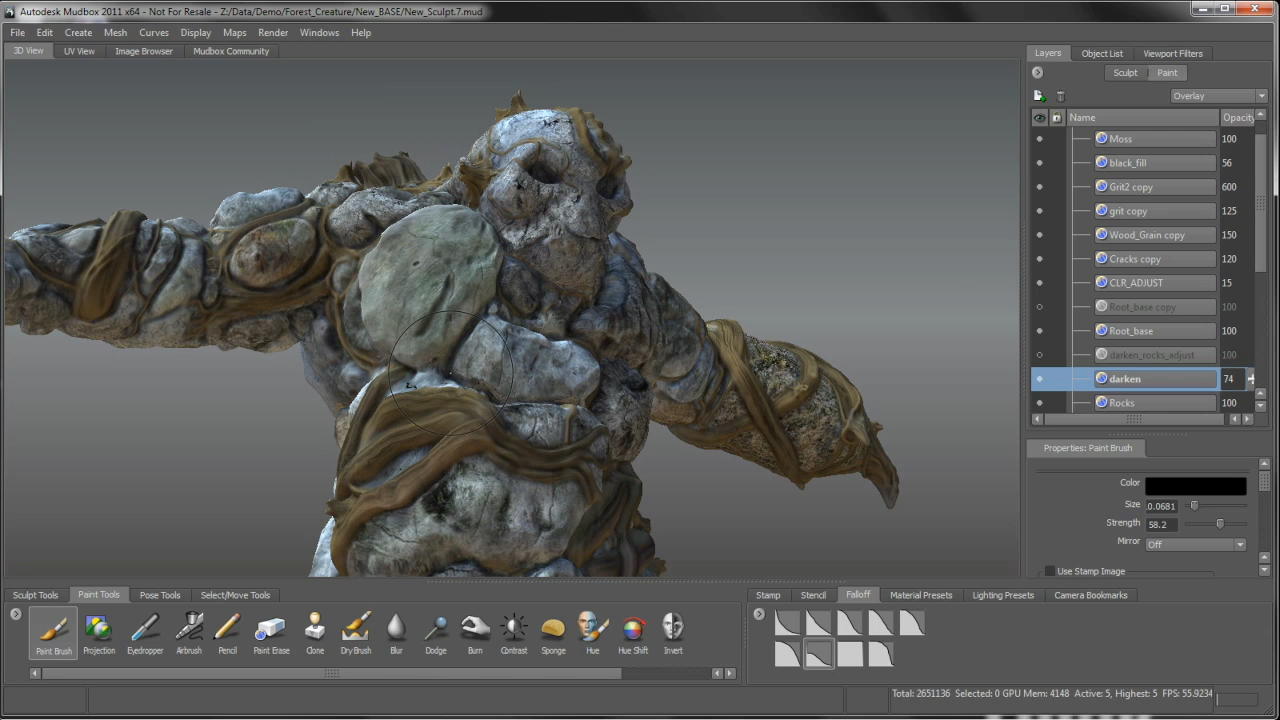 Autodesk Mudbox 2011 x64 - Not For Resale - Z:/Data/Demo/Forest_Creature/New_BASE/New_Sculpt.7.mud
File Edit Create Mesh Curves Display Maps Render Windows Help
3D View UV View Image Browser Mudbox Community
Layers Object List Viewport Filters
Sculpt Paint
Overlay
Name Opacity
Moss 100
black_fill 56
Grit2 copy 600
grit copy 125
Wood_Grain copy 150
Cracks copy 120
CLR_ADJUST 15
Root_base copy 100
Root_base 100
darken_rocks_adjust 100
darken 74
Rocks 100
Properties: Paint Brush
Color
Size 0.0681
Strength 58.2
Mirror Off
Use Stamp Image
Sculpt Tools Paint Tools Pose Tools Select/Move Tools
Paint Brush Projection Eyedropper Airbrush Pencil Paint Erase Clone Dry Brush Blur Dodge Burn Contrast Sponge Hue Hue Shift Invert
Stamp Stencil Falloff Material Presets Lighting Presets Camera Bookmarks
Total: 2651136 Selected: 0 GPU Mem: 4148 Active: 5, Highest: 5 FPS: 55.9234